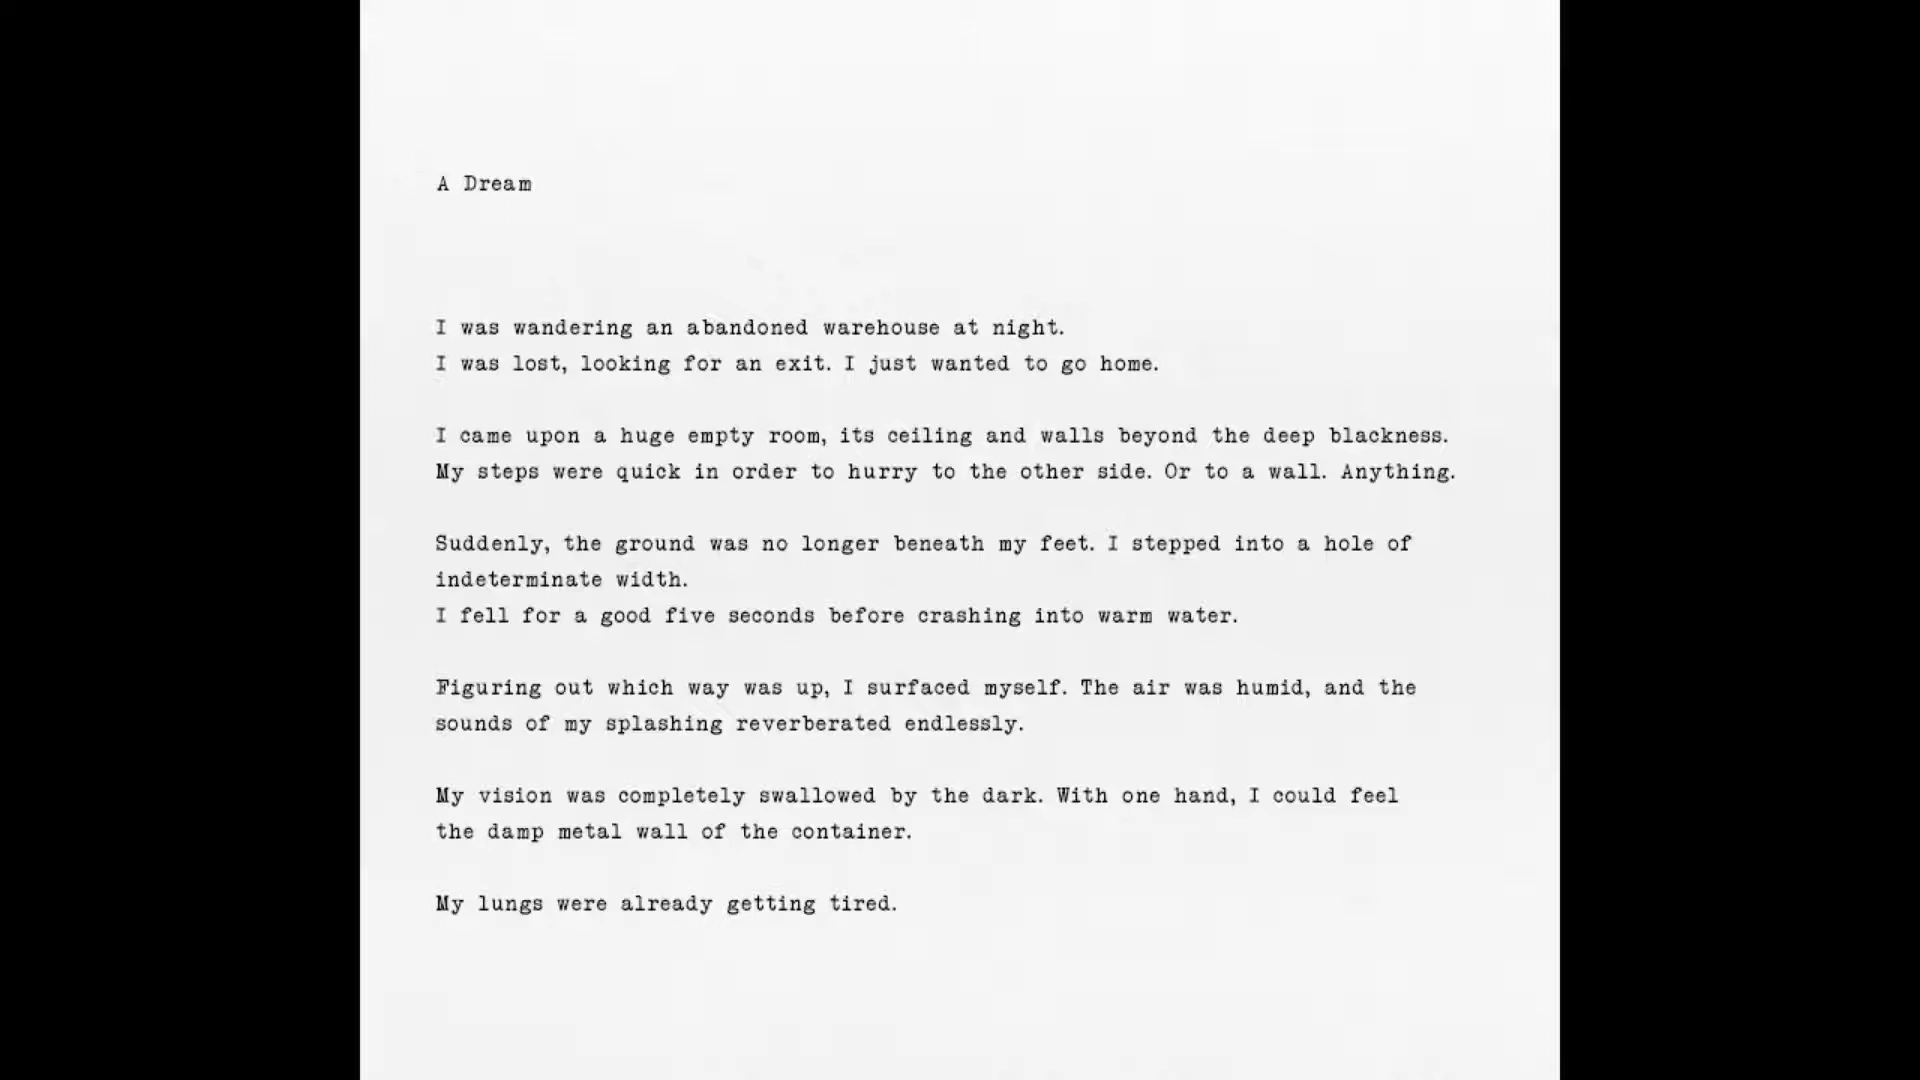 A Dream
I was wandering an abandoned warehouse at night.
I was lost, looking for an exit. I just wanted to go home.
I came upon a huge empty room, its ceiling and walls beyond the deep blackness.
My steps were quick in order to hurry to the other side. Or to a wall. Anything.
Suddenly, the ground was no longer beneath my feet. I stepped into a hole of
indeterminate width.
I fell for a good five seconds before crashing into warm water.
Figuring out which way was up, I surfaced myself. The air was humid, and the
sounds of my splashing reverberated endlessly.
My vision was completely swallowed by the dark. With one hand, I could feel
the damp metal wall of the container.
My lungs were already getting tired.